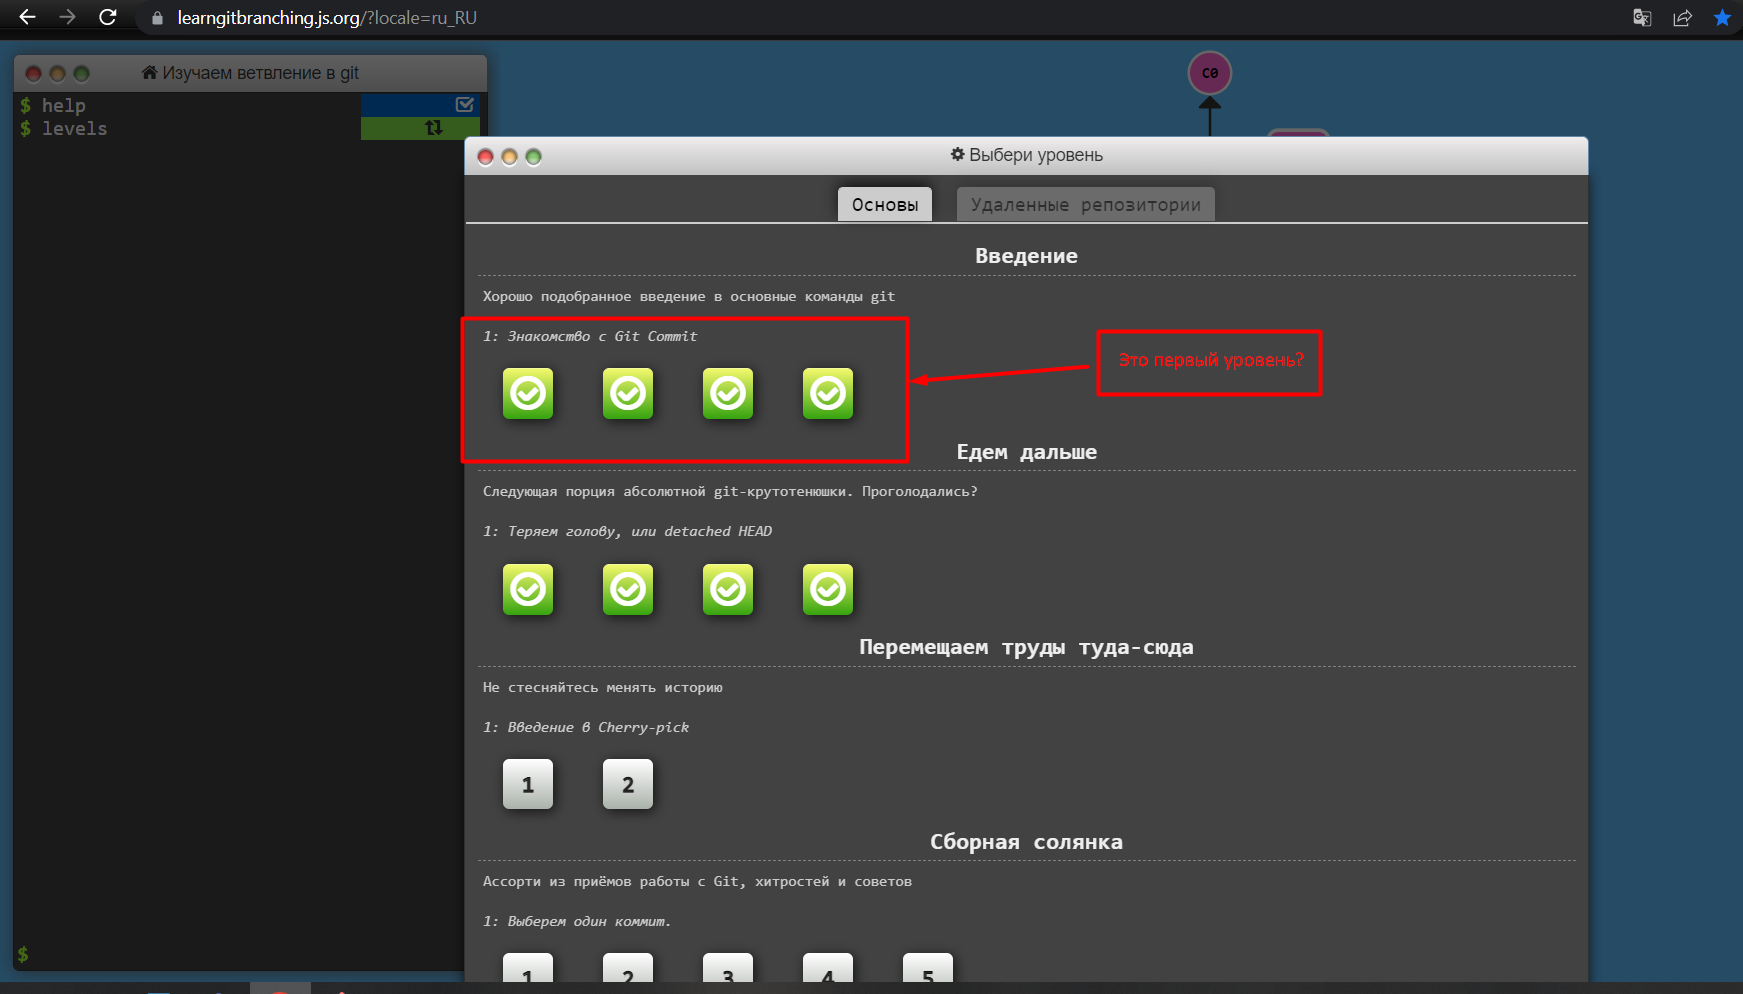 learngitbranching.js.org/?locale=ru_RU
Изучаем ветвление в git
$ help
$ levels
C0
Выбери уровень
Основы
Удаленные репозитории
Введение
Хорошо подобранное введение в основные команды git
1: Знакомство с Git Commit
Это первый уровень?
Едем дальше
Следующая порция абсолютной git-крутотенюшки. Проголодались?
1: Теряем голову, или detached HEAD
Перемещаем труды туда-сюда
Не стесняйтесь менять историю
1: Введение в Cherry-pick
1 2
Сборная солянка
Ассорти из приёмов работы с Git, хитростей и советов
1: Выберем один коммит.
$
1 2 3 4 5